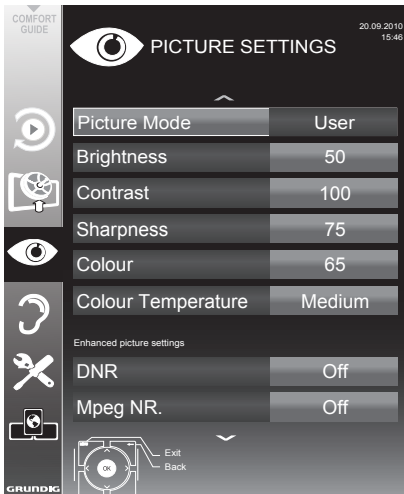 COMFORT
GUIDE
PICTURE SETTINGS
20.09.2010
15:46
Picture Mode User
Brightness 50
Contrast 100
Sharpness 75
Colour 65
Colour Temperature Medium
Enhanced picture settings
DNR Off
Mpeg NR. Off
Exit
Back
OK
GRUNDIG